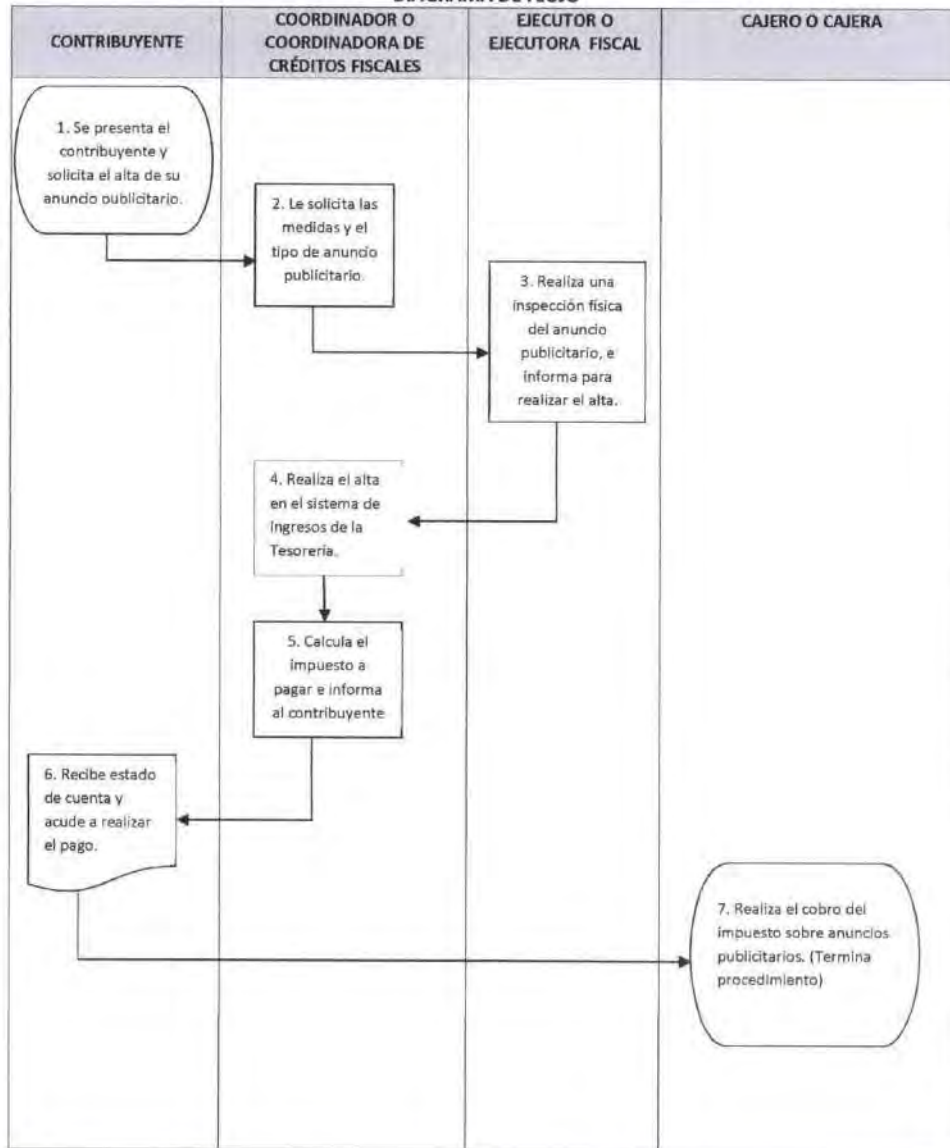 DIAGRAMA DE FLUJO
CONTRIBUYENTE
COORDINADOR O
COORDINADORA DE
CRÉDITOS FISCALES
EJECUTOR O
EJECUTORA FISCAL
CAJERO O CAJERA
1. Se presenta el
contribuyente y
solicita el alta de su
anuncio publicitario.
2. Le solicita las
medidas y el
tipo de anuncio
publicitario.
3. Realiza una
inspección física
del anuncio
publicitario, e
informa para
realizar el alta.
4. Realiza el alta
en el sistema de
ingresos de la
Tesorería.
5. Calcula el
impuesto a
pagar e informa
al contribuyente
6. Recibe estado
de cuenta y
acude a realizar
el pago.
7. Realiza el cobro del
impuesto sobre anuncios
publicitarios. (Termina
procedimiento)